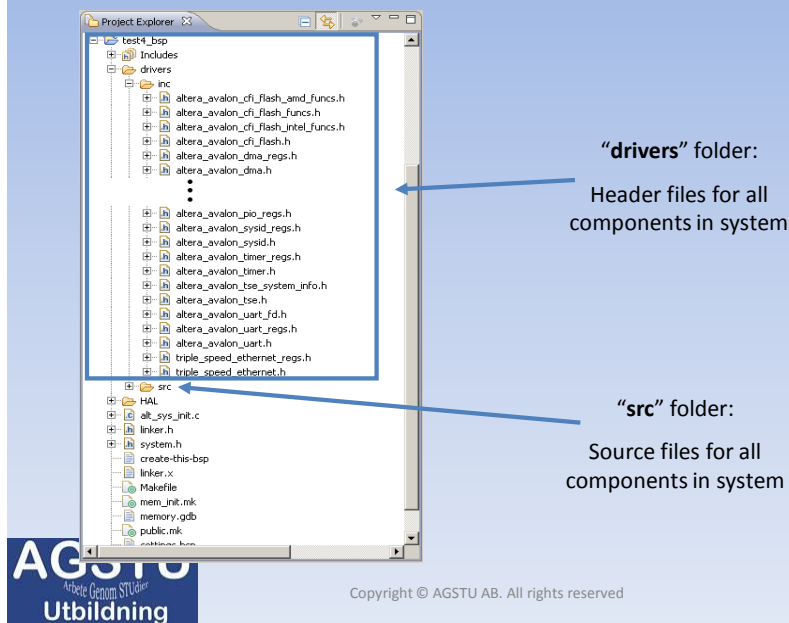 Project Explorer
test4_bsp
Includes
drivers
inc
altera_avalon_cfi_flash_amd_funcs.h
altera_avalon_cfi_flash_funcs.h
altera_avalon_cfi_flash_intel_funcs.h
altera_avalon_cfi_flash.h
altera_avalon_dma_regs.h
altera_avalon_dma.h
altera_avalon_pio_regs.h
altera_avalon_sysid_regs.h
altera_avalon_sysid.h
altera_avalon_timer_regs.h
altera_avalon_timer.h
altera_avalon_tse_system_info.h
altera_avalon_tse.h
altera_avalon_uart_fd.h
altera_avalon_uart_regs.h
altera_avalon_uart.h
triple_speed_ethernet_regs.h
triple_speed_ethernet.h
src
HAL
alt_sys_init.c
linker.h
system.h
create-this-bsp
linker.x
Makefile
mem_init.mk
memory.gdb
public.mk
settings.bsp
“drivers” folder:
Header files for all
components in system
“src” folder:
Source files for all
components in system
AGSTU
Arbete Genom STUdier
Utbildning
Copyright © AGSTU AB. All rights reserved